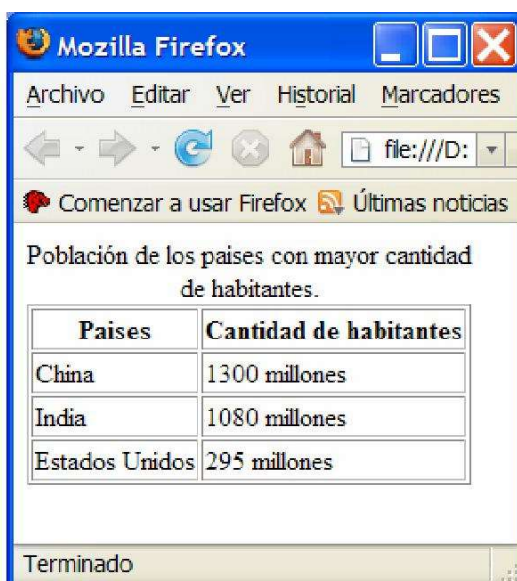 Mozilla Firefox
Archivo Editar Ver Historial Marcadores
file:///D:
Comenzar a usar Firefox Últimas noticias
Población de los paises con mayor cantidad
de habitantes.
Paises Cantidad de habitantes
China 1300 millones
India 1080 millones
Estados Unidos 295 millones
Terminado